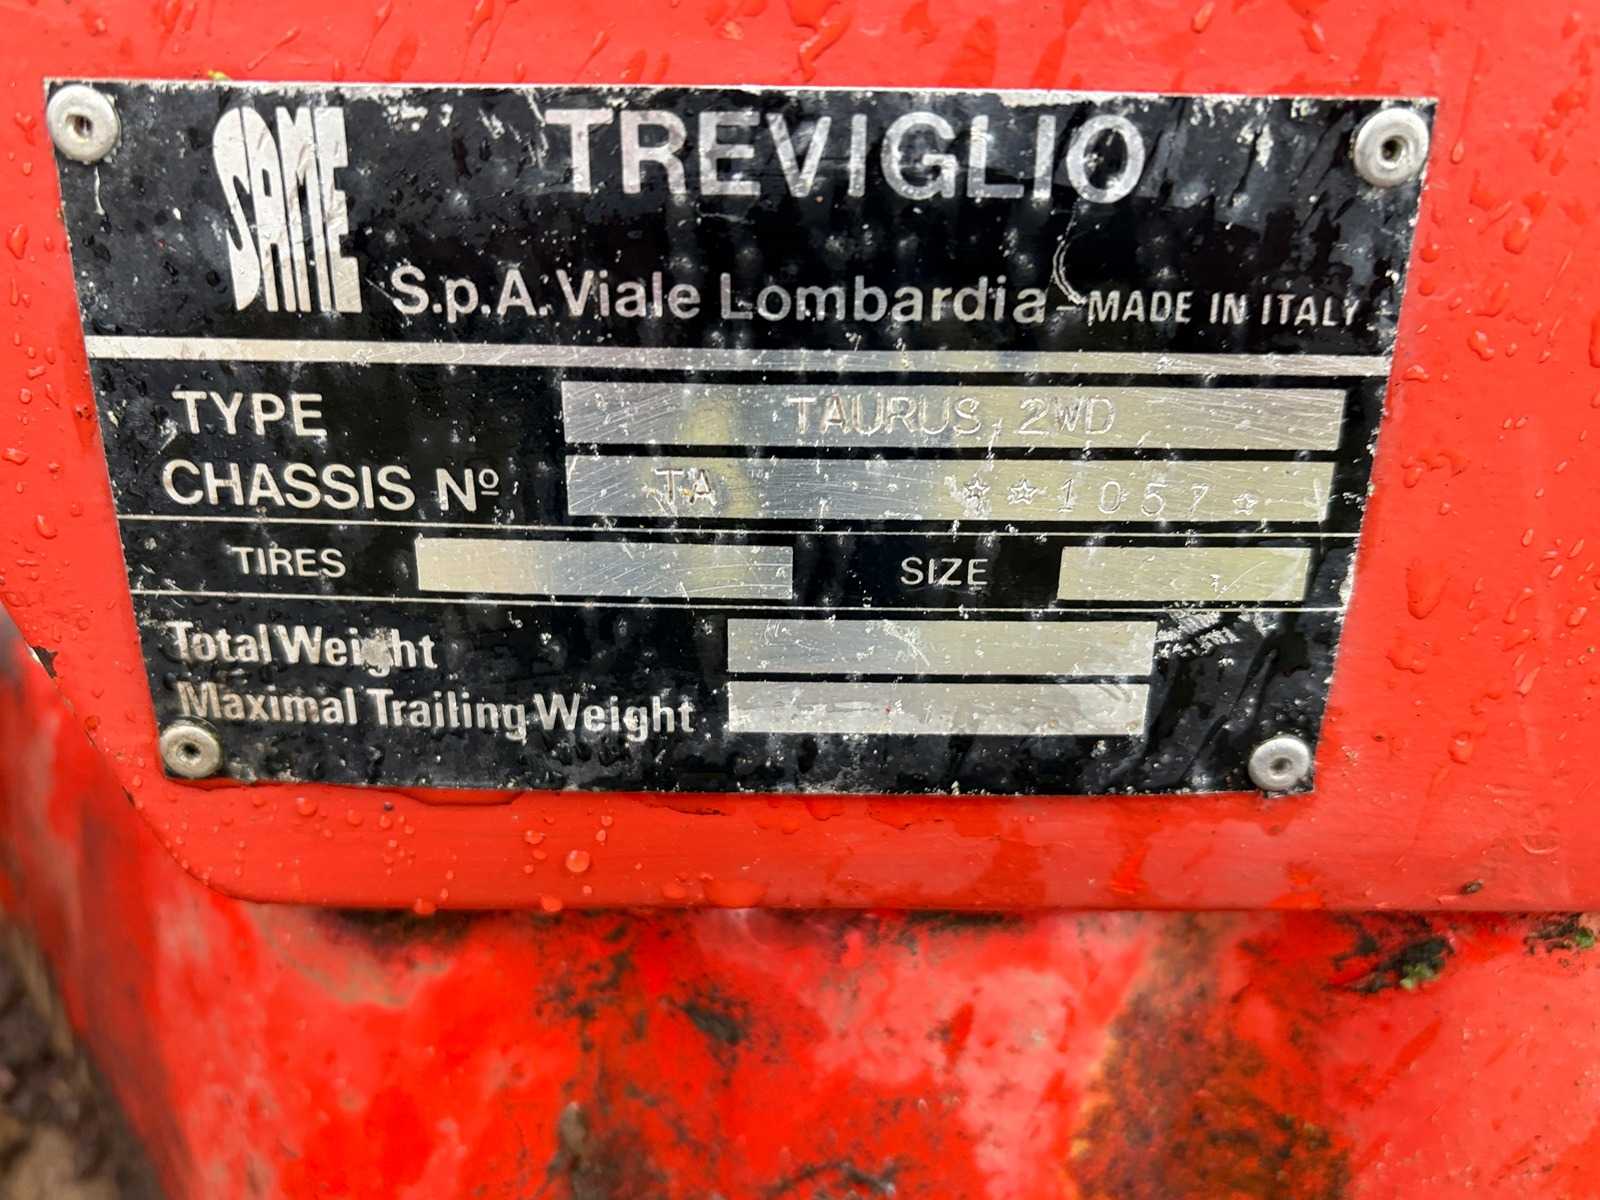 SAME TREVIGLIO
S.p.A. Viale Lombardia - MADE IN ITALY
TYPE TAURUS 2WD
CHASSIS Nº TA ☆☆1057☆
TIRES SIZE
Total Weight
Maximal Trailing Weight